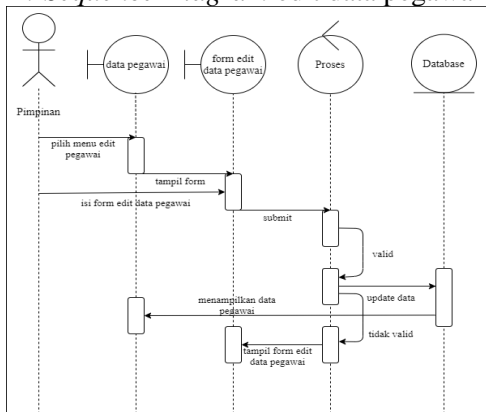 Sequence Diagram edit data pegawai
data pegawai
form edit
data pegawai
Proses
Database
Pimpinan
pilih menu edit
pegawai
tampil form
isi form edit data pegawai
submit
valid
update data
menampilkan data
pegawai
tidak valid
tampil form edit
data pegawai